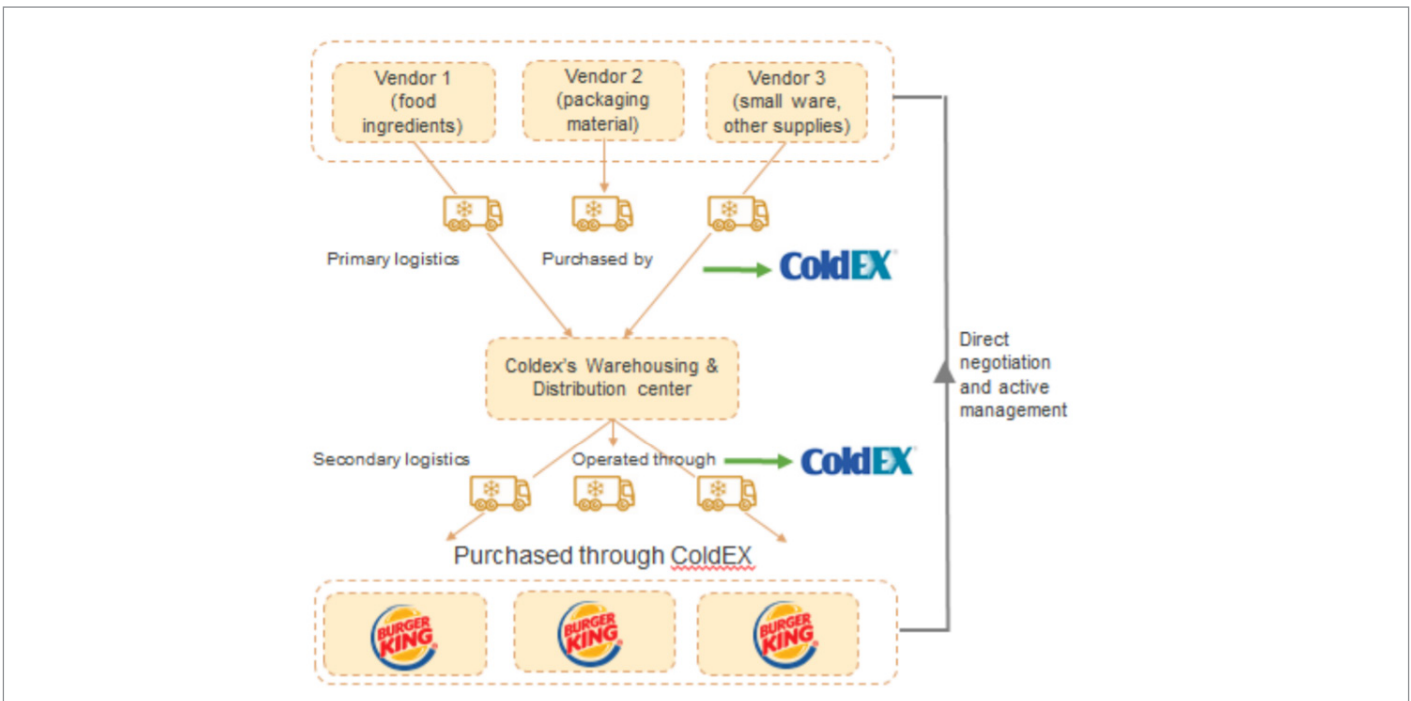 Vendor 1
(food
ingredients)
Vendor 2
(packaging
material)
Vendor 3
(small ware,
other supplies)
Primary logistics
Purchased by
ColdEX
Coldex's Warehousing &
Distribution center
Direct
negotiation
and active
management
Secondary logistics
Operated through
ColdEX
Purchased through ColdEX
BURGER
KING
BURGER
KING
BURGER
KING